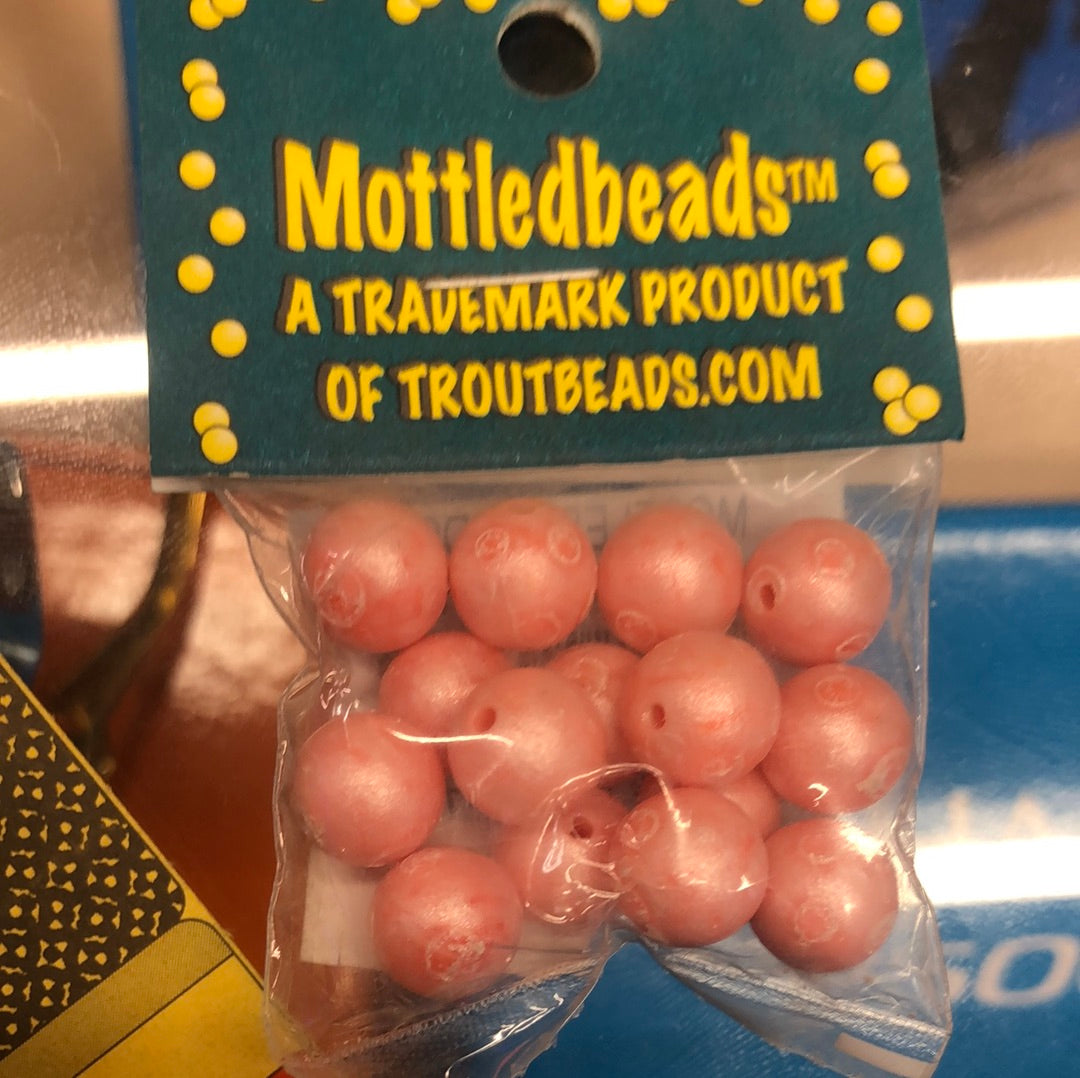 Mottledbeads™
A TRADEMARK PRODUCT
OF TROUTBEADS.COM